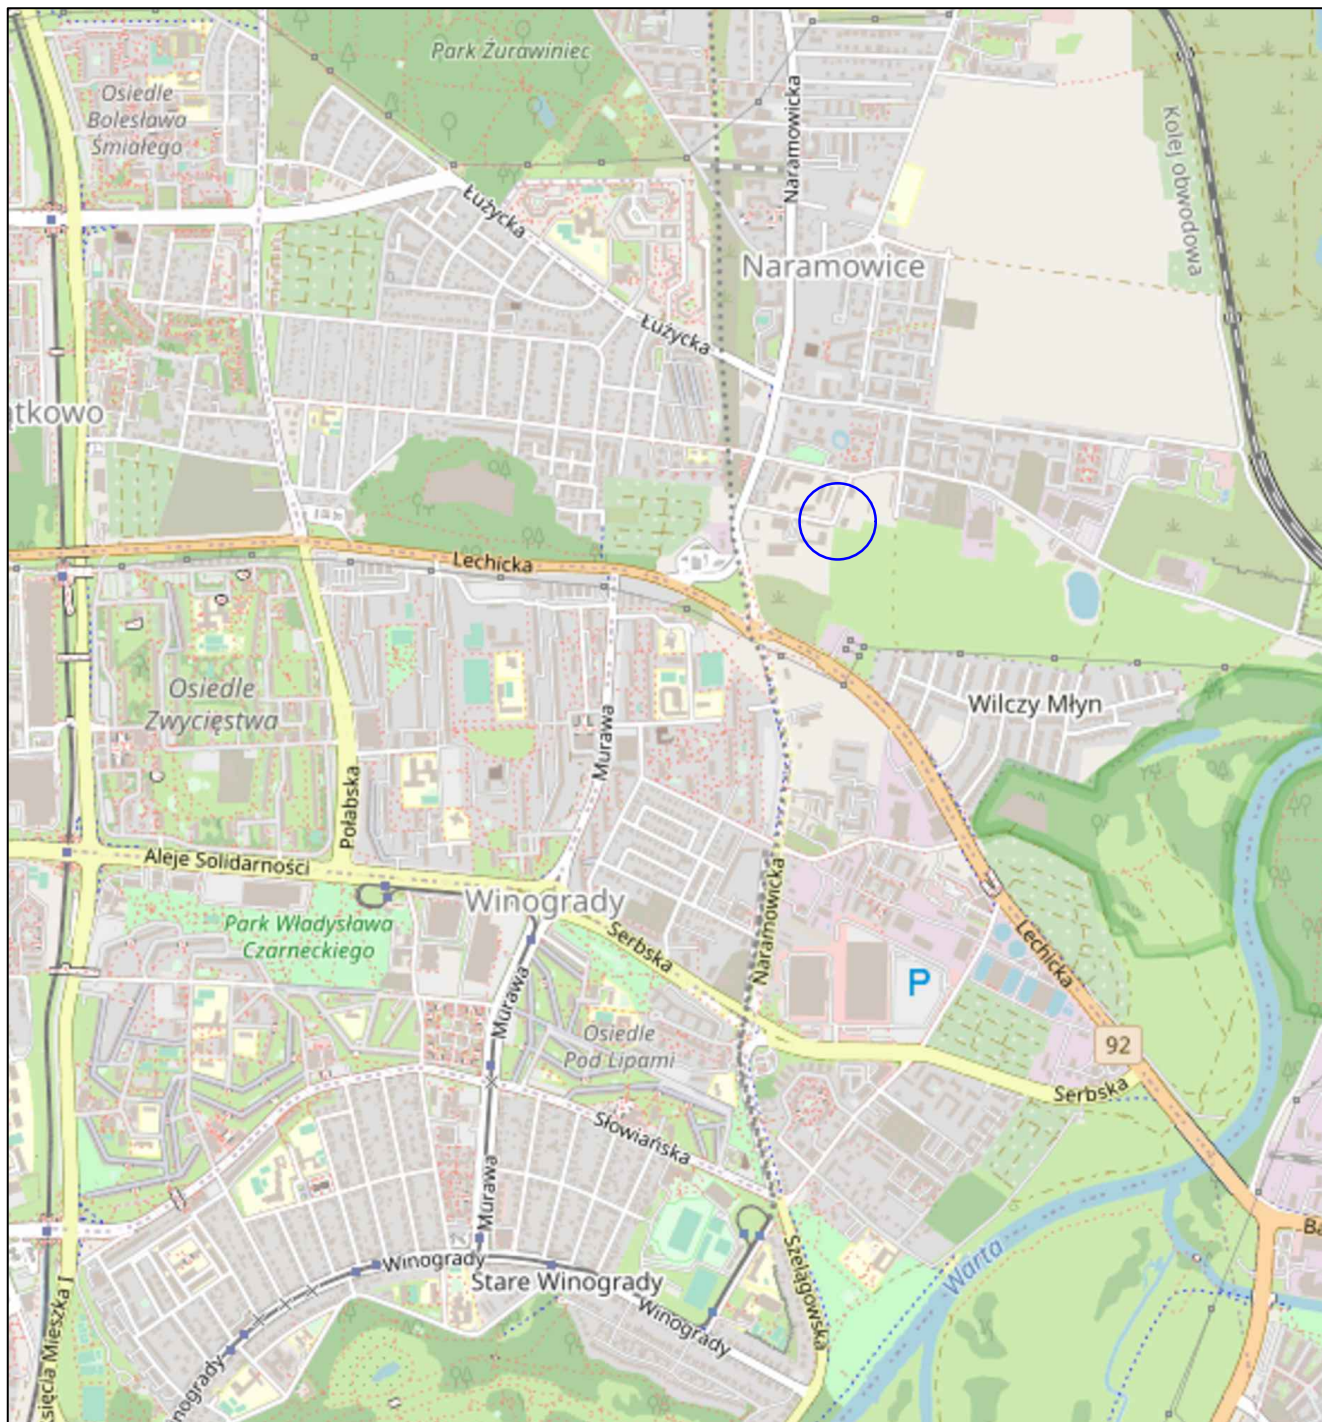 Park Żurawiniec
Osiedle
Bolesława
Śmiałego
Naramowicka
Kolej obwodowa
Łużycka
Naramowice
Łużycka
ątkowo
Lechicka
Osiedle
Zwycięstwa
Wilczy Młyn
Murawa
Połabska
Aleje Solidarności
Winogrady
Park Władysława
Czarneckiego
Serbska
Naramowicka
Lechicka
P
Murawa
Osiedle
Pod Lipami
92
Serbska
Słowiańska
Murawa
Winogrady
Stare Winogrady
Winogrady
Szelągowska
Warta
Ba
sięcia Mieszka I
nogrady